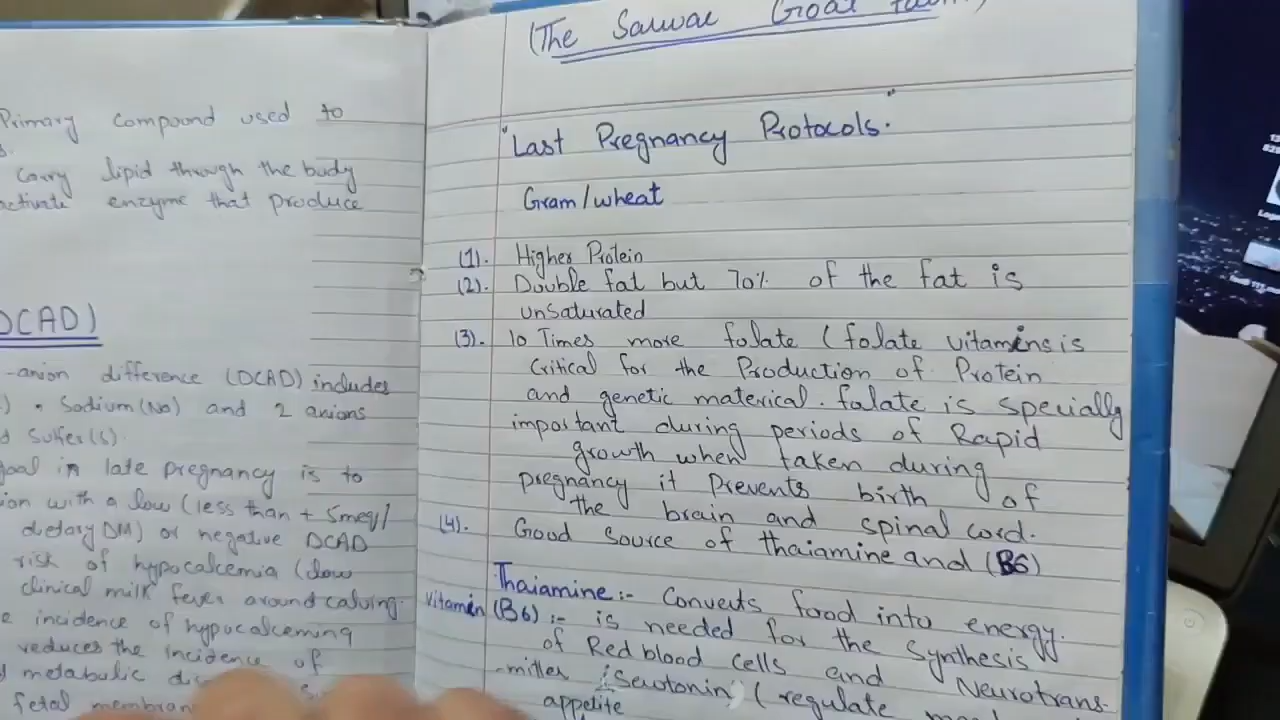 Primary compound used to
Carry lipid through the body
activate enzyme that produce
DCAD)
-anion difference (DCAD) includes
• Sodium (Na) and 2 anions
d Sulfer (s).
goal in late pregnancy is to
ion with a low (less than + 5meq/
dietary DM) or negative DCAD
risk of hypocalcemia (low
clinical milk fever around calving.
e incidence of hypocalceming
reduces the incidence of
metabolic
fetal membran
(The Sarwar Goat
"Last Pregnancy Protocols."
Gram/wheat
(1). Higher Protein
(2). Double fat but 70% of the fat is
unsaturated
(3). 10 Times more folate (folate vitamins is
Critical for the Production of Protein
and genetic materical. falate is specially
important during periods of Rapid
growth when taken during
pregnancy it Prevents birth of
the brain and spinal cord.
(4). Good Source of thaiamine and (B6)
Thaiamine :- Converts food into energy.
Vitamin (B6) :- is needed for the Synthesis
of Red blood cells and Neurotrans-
-mitter (Serotonin) (regulate
appetite